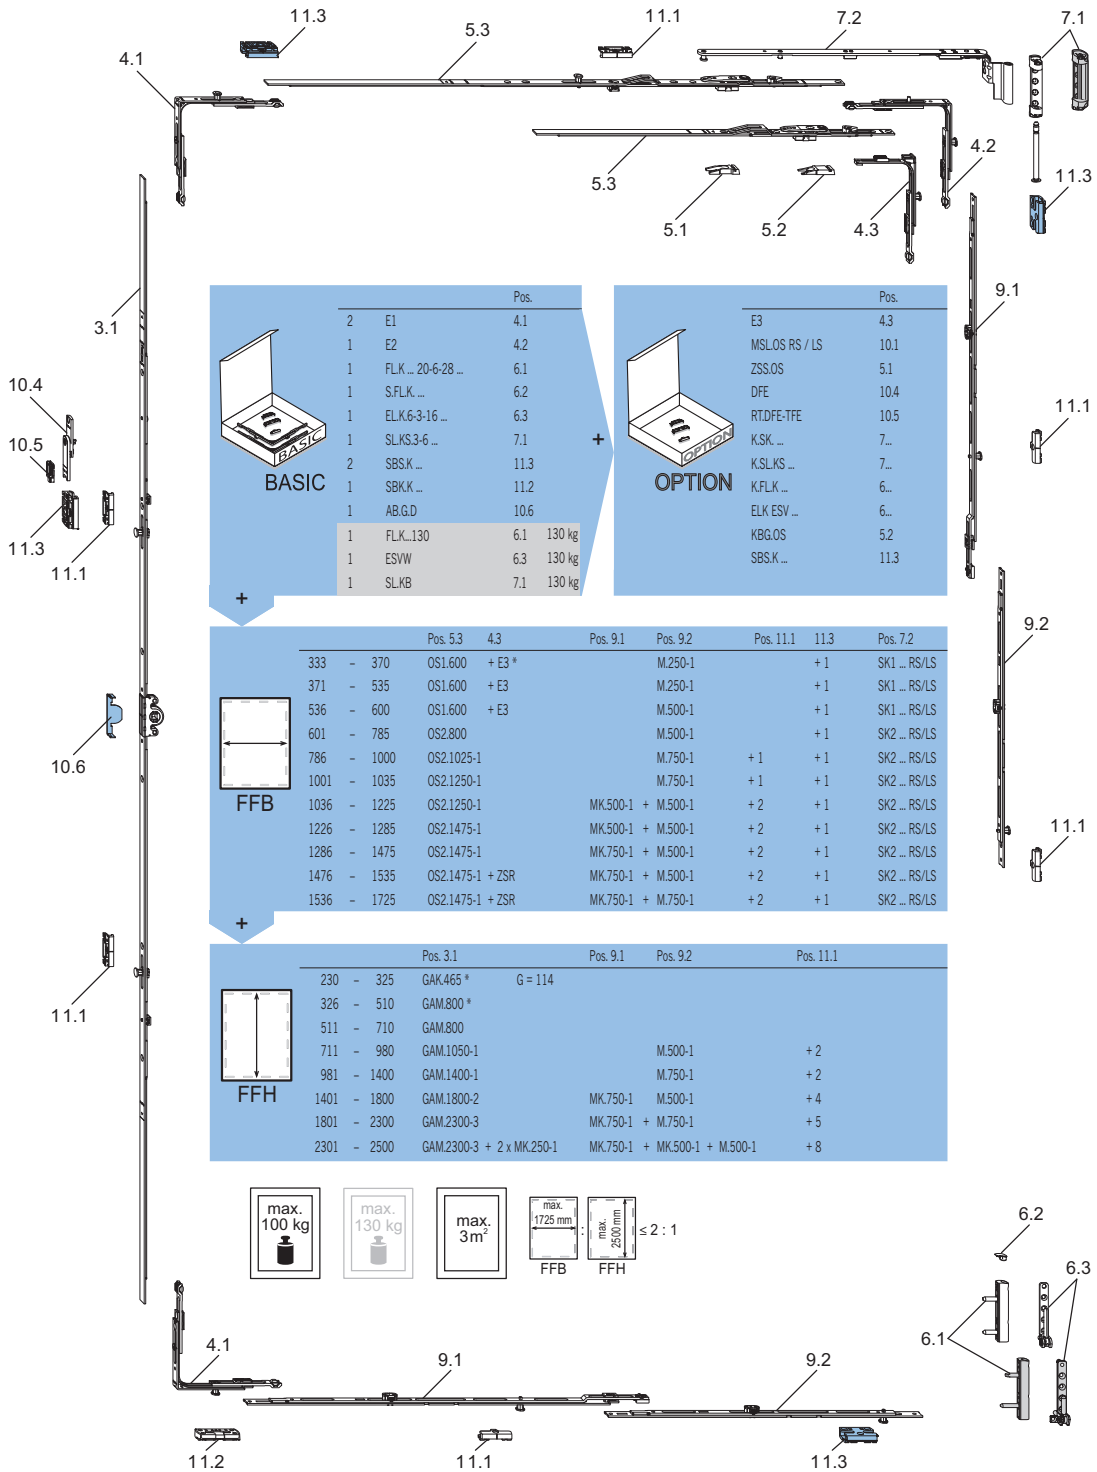 11.3
11.1
7.2
7.1
5.3
4.1
4.2
5.3
11.3
5.1
5.2
4.3
9.1
3.1
Pos.
2 E1 4.1
1 E2 4.2
1 FL.K ... 20-6-28 ... 6.1
1 S.FL.K. ... 6.2
1 EL.K.6-3-16 ... 6.3
1 SL.KS.3-6 ... 7.1
2 SBS.K ... 11.3
1 SBK.K ... 11.2
1 AB.G.D 10.6
1 FL.K...130 6.1 130 kg
1 ESVW 6.3 130 kg
1 SL.KB 7.1 130 kg
BASIC
BASIC
+
Pos.
E3 4.3
MSL.OS RS / LS 10.1
ZSS.OS 5.1
DFE 10.4
RT.DFE-TFE 10.5
K.SK. ... 7...
K.SL.KS ... 7...
K.FL.K ... 6...
ELK ESV ... 6...
KBG.OS 5.2
SBS.K ... 11.3
OPTION
OPTION
10.4
10.5
11.3
11.1
11.1
9.2
+
Pos. 5.3 4.3 Pos. 9.1 Pos. 9.2 Pos. 11.1 11.3 Pos. 7.2
333 – 370 OS1.600 + E3 * M.250-1 + 1 SK1 ... RS/LS
371 – 535 OS1.600 + E3 M.250-1 + 1 SK1 ... RS/LS
536 – 600 OS1.600 + E3 M.500-1 + 1 SK1 ... RS/LS
601 – 785 OS2.800 M.500-1 + 1 SK2 ... RS/LS
786 – 1000 OS2.1025-1 M.750-1 + 1 + 1 SK2 ... RS/LS
1001 – 1035 OS2.1250-1 M.750-1 + 1 + 1 SK2 ... RS/LS
1036 – 1225 OS2.1250-1 MK.500-1 + M.500-1 + 2 + 1 SK2 ... RS/LS
1226 – 1285 OS2.1475-1 MK.500-1 + M.500-1 + 2 + 1 SK2 ... RS/LS
1286 – 1475 OS2.1475-1 MK.750-1 + M.500-1 + 2 + 1 SK2 ... RS/LS
1476 – 1535 OS2.1475-1 + ZSR MK.750-1 + M.500-1 + 2 + 1 SK2 ... RS/LS
1536 – 1725 OS2.1475-1 + ZSR MK.750-1 + M.750-1 + 2 + 1 SK2 ... RS/LS
FFB
10.6
11.1
+
11.1
Pos. 3.1 Pos. 9.1 Pos. 9.2 Pos. 11.1
230 – 325 GAK.465 * G = 114
326 – 510 GAM.800 *
511 – 710 GAM.800
711 – 980 GAM.1050-1 M.500-1 + 2
981 – 1400 GAM.1400-1 M.750-1 + 2
1401 – 1800 GAM.1800-2 MK.750-1 M.500-1 + 4
1801 – 2300 GAM.2300-3 MK.750-1 + M.750-1 + 5
2301 – 2500 GAM.2300-3 + 2 x MK.250-1 MK.750-1 + MK.500-1 + M.500-1 + 8
FFH
max.
100 kg
max.
130 kg
max.
3m²
max.
1725 mm
FFB
:
max.
2500 mm
FFH
≤ 2 : 1
6.2
6.3
6.1
4.1
9.1
9.2
11.2
11.1
11.3